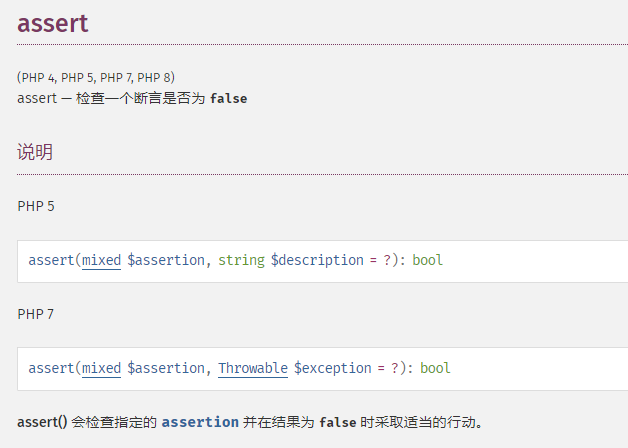 assert
(PHP 4, PHP 5, PHP 7, PHP 8)
assert — 检查一个断言是否为 false
说明
PHP 5
assert(mixed $assertion, string $description = ?): bool
PHP 7
assert(mixed $assertion, Throwable $exception = ?): bool
assert() 会检查指定的 assertion 并在结果为 false 时采取适当的行动。